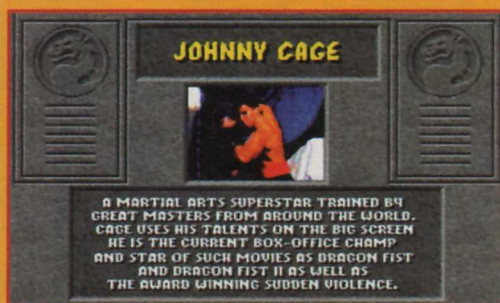 JOHNNY CAGE
A MARTIAL ARTS SUPERSTAR TRAINED BY
GREAT MASTERS FROM AROUND THE WORLD.
CAGE USES HIS TALENTS ON THE BIG SCREEN
HE IS THE CURRENT BOX-OFFICE CHAMP
AND STAR OF SUCH MOVIES AS DRAGON FIST
AND DRAGON FIST II AS WELL AS
THE AWARD WINNING SUDDEN VIOLENCE.